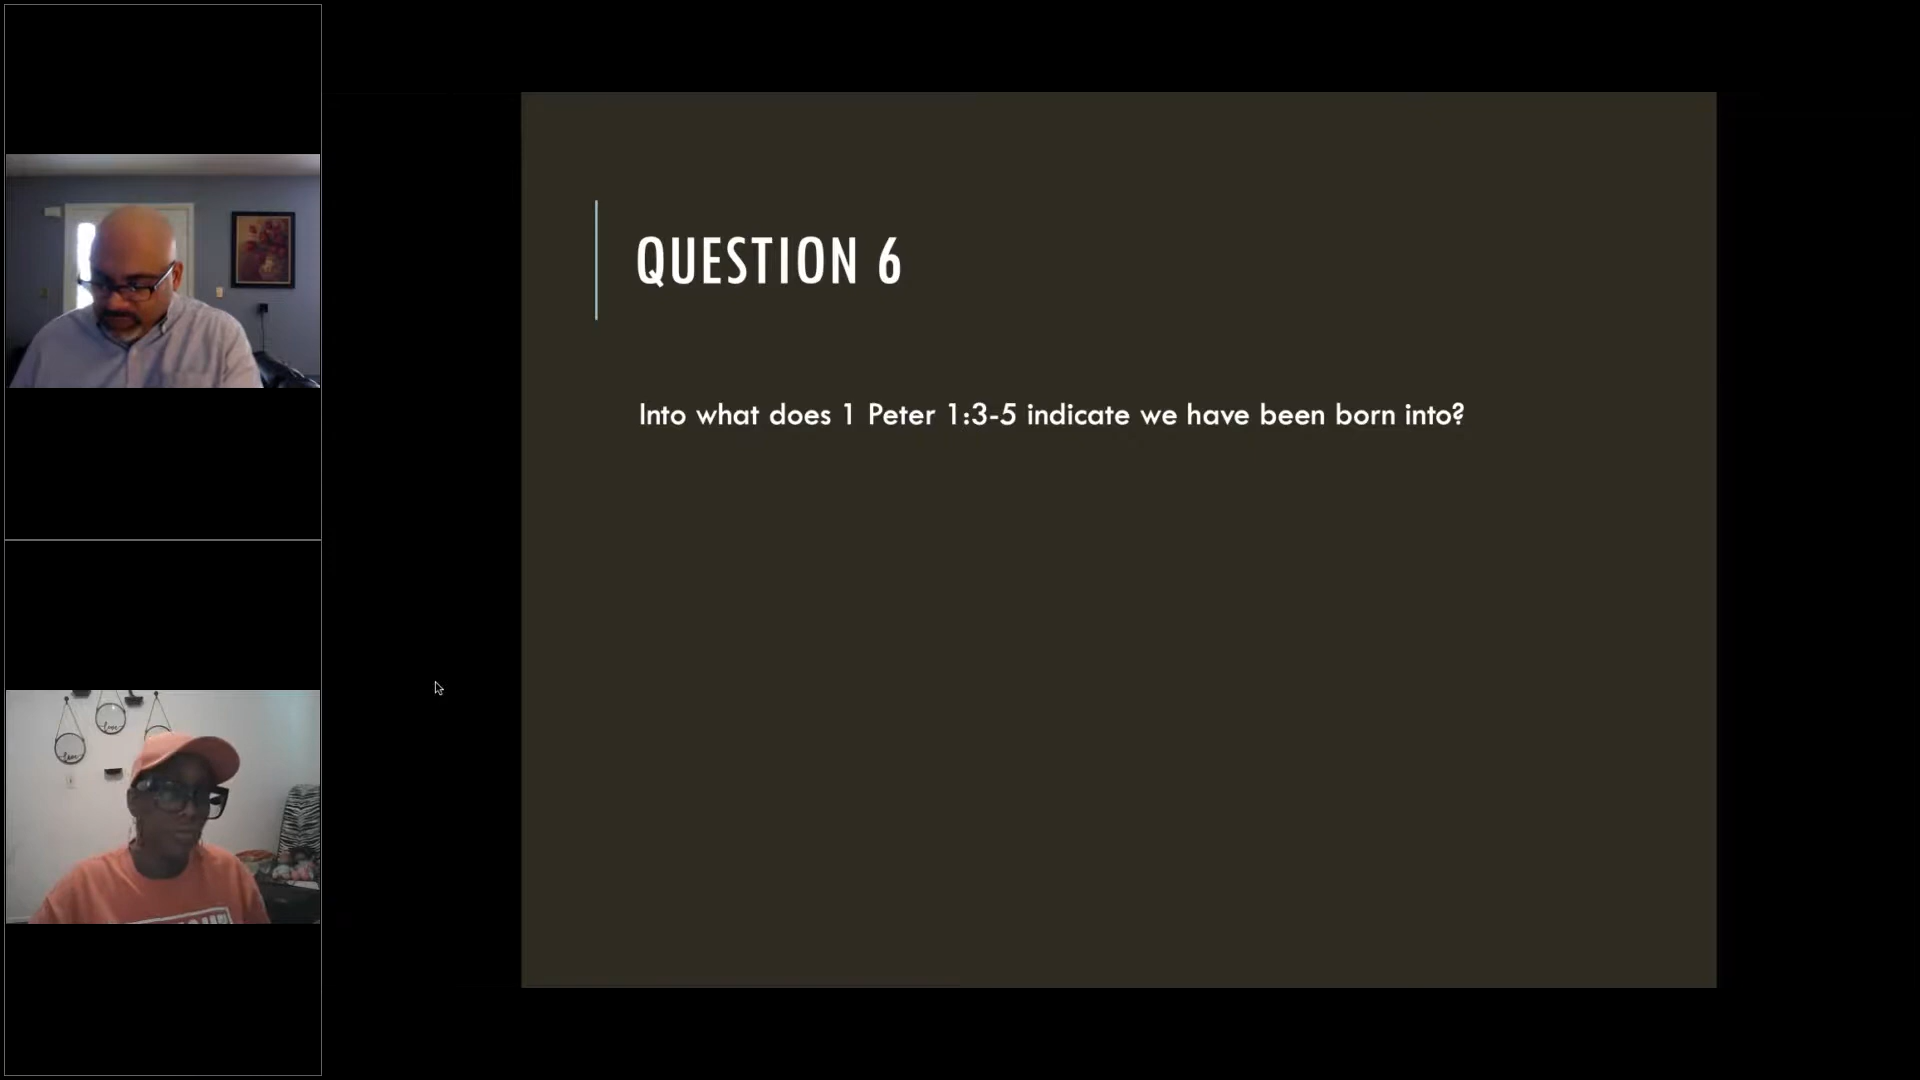 QUESTION 6
Into what does 1 Peter 1:3-5 indicate we have been born into?